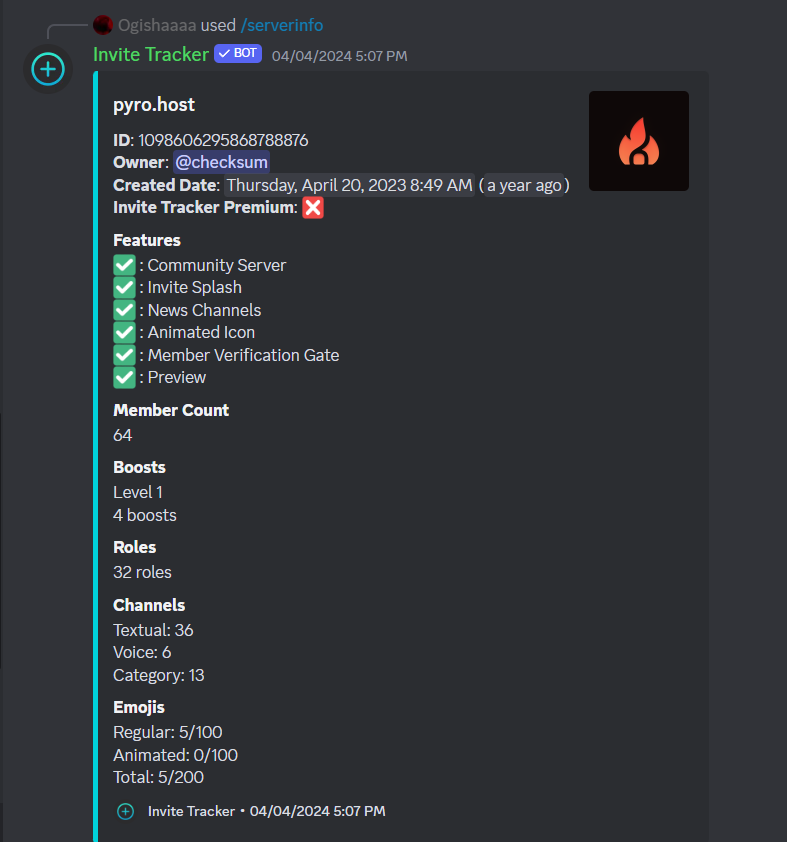 Ogishaaaa used /serverinfo
Invite Tracker BOT 04/04/2024 5:07 PM
pyro.host
ID: 1098606295868788876
Owner: @checksum
Created Date: Thursday, April 20, 2023 8:49 AM (a year ago)
Invite Tracker Premium: ❌
Features
✅ : Community Server
✅ : Invite Splash
✅ : News Channels
✅ : Animated Icon
✅ : Member Verification Gate
✅ : Preview
Member Count
64
Boosts
Level 1
4 boosts
Roles
32 roles
Channels
Textual: 36
Voice: 6
Category: 13
Emojis
Regular: 5/100
Animated: 0/100
Total: 5/200
Invite Tracker • 04/04/2024 5:07 PM